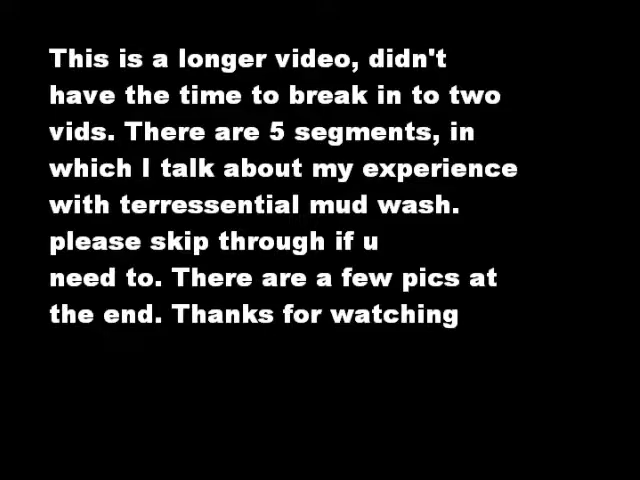 This is a longer video, didn't
have the time to break in to two
vids. There are 5 segments, in
which I talk about my experience
with terressential mud wash.
please skip through if u
need to. There are a few pics at
the end. Thanks for watching